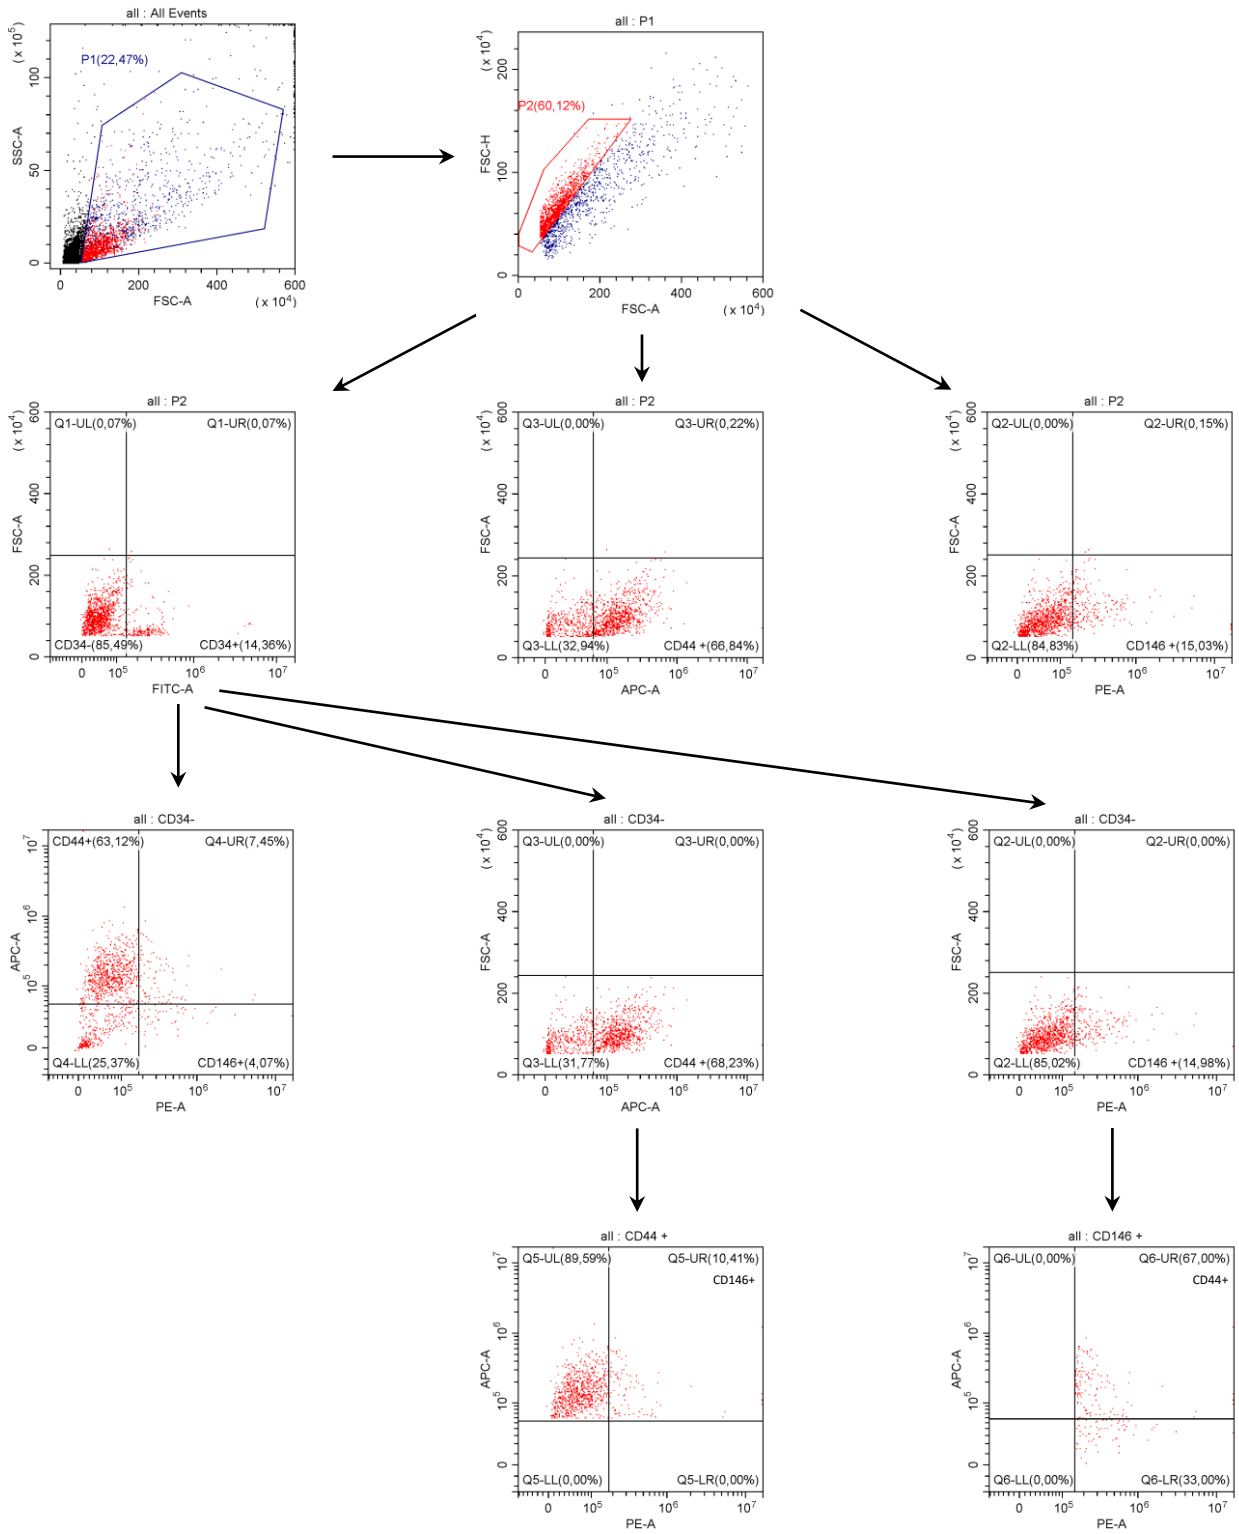 all : All Events
P1(22,47%)
SSC-A
(x 10⁵)
0 50 100
0 200 400 600
FSC-A (x 10⁴)
all : P1
P2(60,12%)
FSC-H
(x 10⁴)
0 100 200
0 200 400 600
FSC-A (x 10⁴)
all : P2
Q1-UL(0,07%) Q1-UR(0,07%)
CD34-(85,49%) CD34+(14,36%)
FSC-A
(x 10⁴)
0 200 400 600
0 10⁵ 10⁶ 10⁷
FITC-A
all : P2
Q3-UL(0,00%) Q3-UR(0,22%)
Q3-LL(32,94%) CD44 +(66,84%)
FSC-A
(x 10⁴)
0 200 400 600
0 10⁵ 10⁶ 10⁷
APC-A
all : P2
Q2-UL(0,00%) Q2-UR(0,15%)
Q2-LL(84,83%) CD146 +(15,03%)
FSC-A
(x 10⁴)
0 200 400 600
0 10⁵ 10⁶ 10⁷
PE-A
all : CD34-
CD44+(63,12%) Q4-UR(7,45%)
Q4-LL(25,37%) CD146+(4,07%)
APC-A
0 10⁵ 10⁶ 10⁷
0 10⁵ 10⁶ 10⁷
PE-A
all : CD34-
Q3-UL(0,00%) Q3-UR(0,00%)
Q3-LL(31,77%) CD44 +(68,23%)
FSC-A
(x 10⁴)
0 200 400 600
0 10⁵ 10⁶ 10⁷
APC-A
all : CD34-
Q2-UL(0,00%) Q2-UR(0,00%)
Q2-LL(85,02%) CD146 +(14,98%)
FSC-A
(x 10⁴)
0 200 400 600
0 10⁵ 10⁶ 10⁷
PE-A
all : CD44 +
Q5-UL(89,59%) Q5-UR(10,41%)
CD146+
Q5-LL(0,00%) Q5-LR(0,00%)
APC-A
0 10⁵ 10⁶ 10⁷
0 10⁵ 10⁶ 10⁷
PE-A
all : CD146 +
Q6-UL(0,00%) Q6-UR(67,00%)
CD44+
Q6-LL(0,00%) Q6-LR(33,00%)
APC-A
0 10⁵ 10⁶ 10⁷
0 10⁵ 10⁶ 10⁷
PE-A